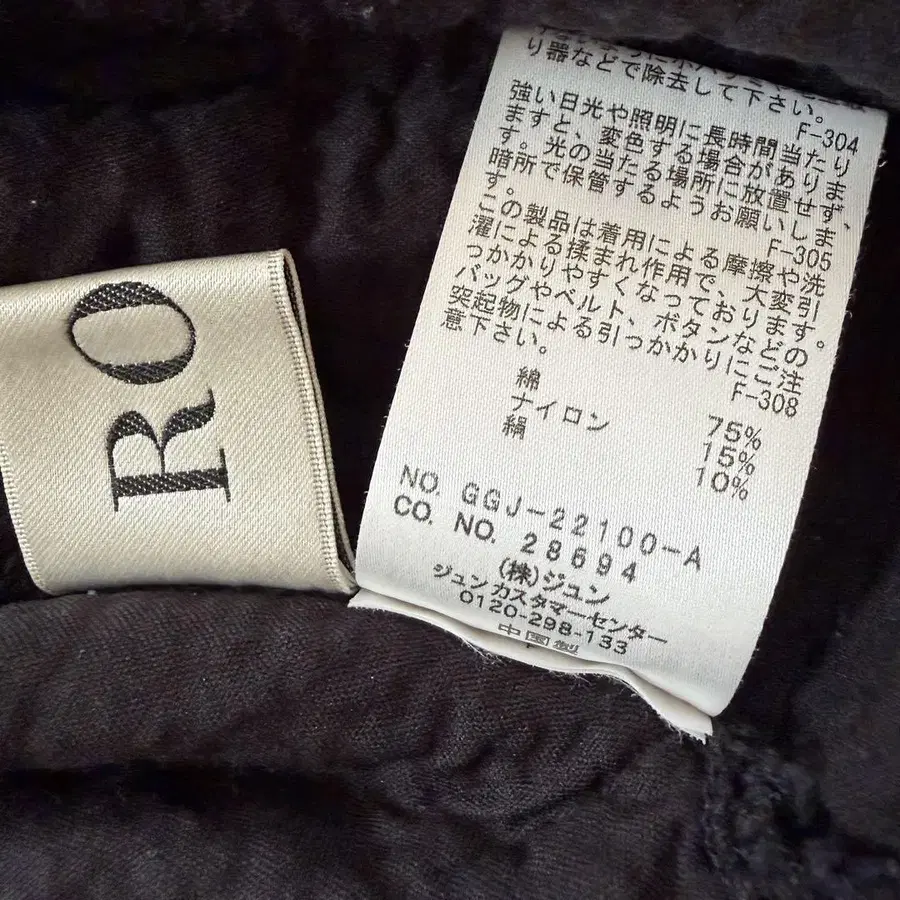 RO
り器などで除去して下さい。
F-304
強い日光や照明に長時間当たり
ますと、変色する場合がありま
す。光の当たる場所に放置せず、
暗所で保管するようお願いしま
す。
F-305
この製品は着用による摩擦や洗
濯による揉まれ作用で、大変引
っかかりやすくなっております。
バッグやベルト、ボタンなどの
突起物による引っかかりにご注
意下さい。
F-308
綿 75%
ナイロン 15%
絹 10%
NO. GGJ-22100-A
CO. NO. 28694
(株)ジュン
ジュンカスタマーセンター
0120-298-133
中国製